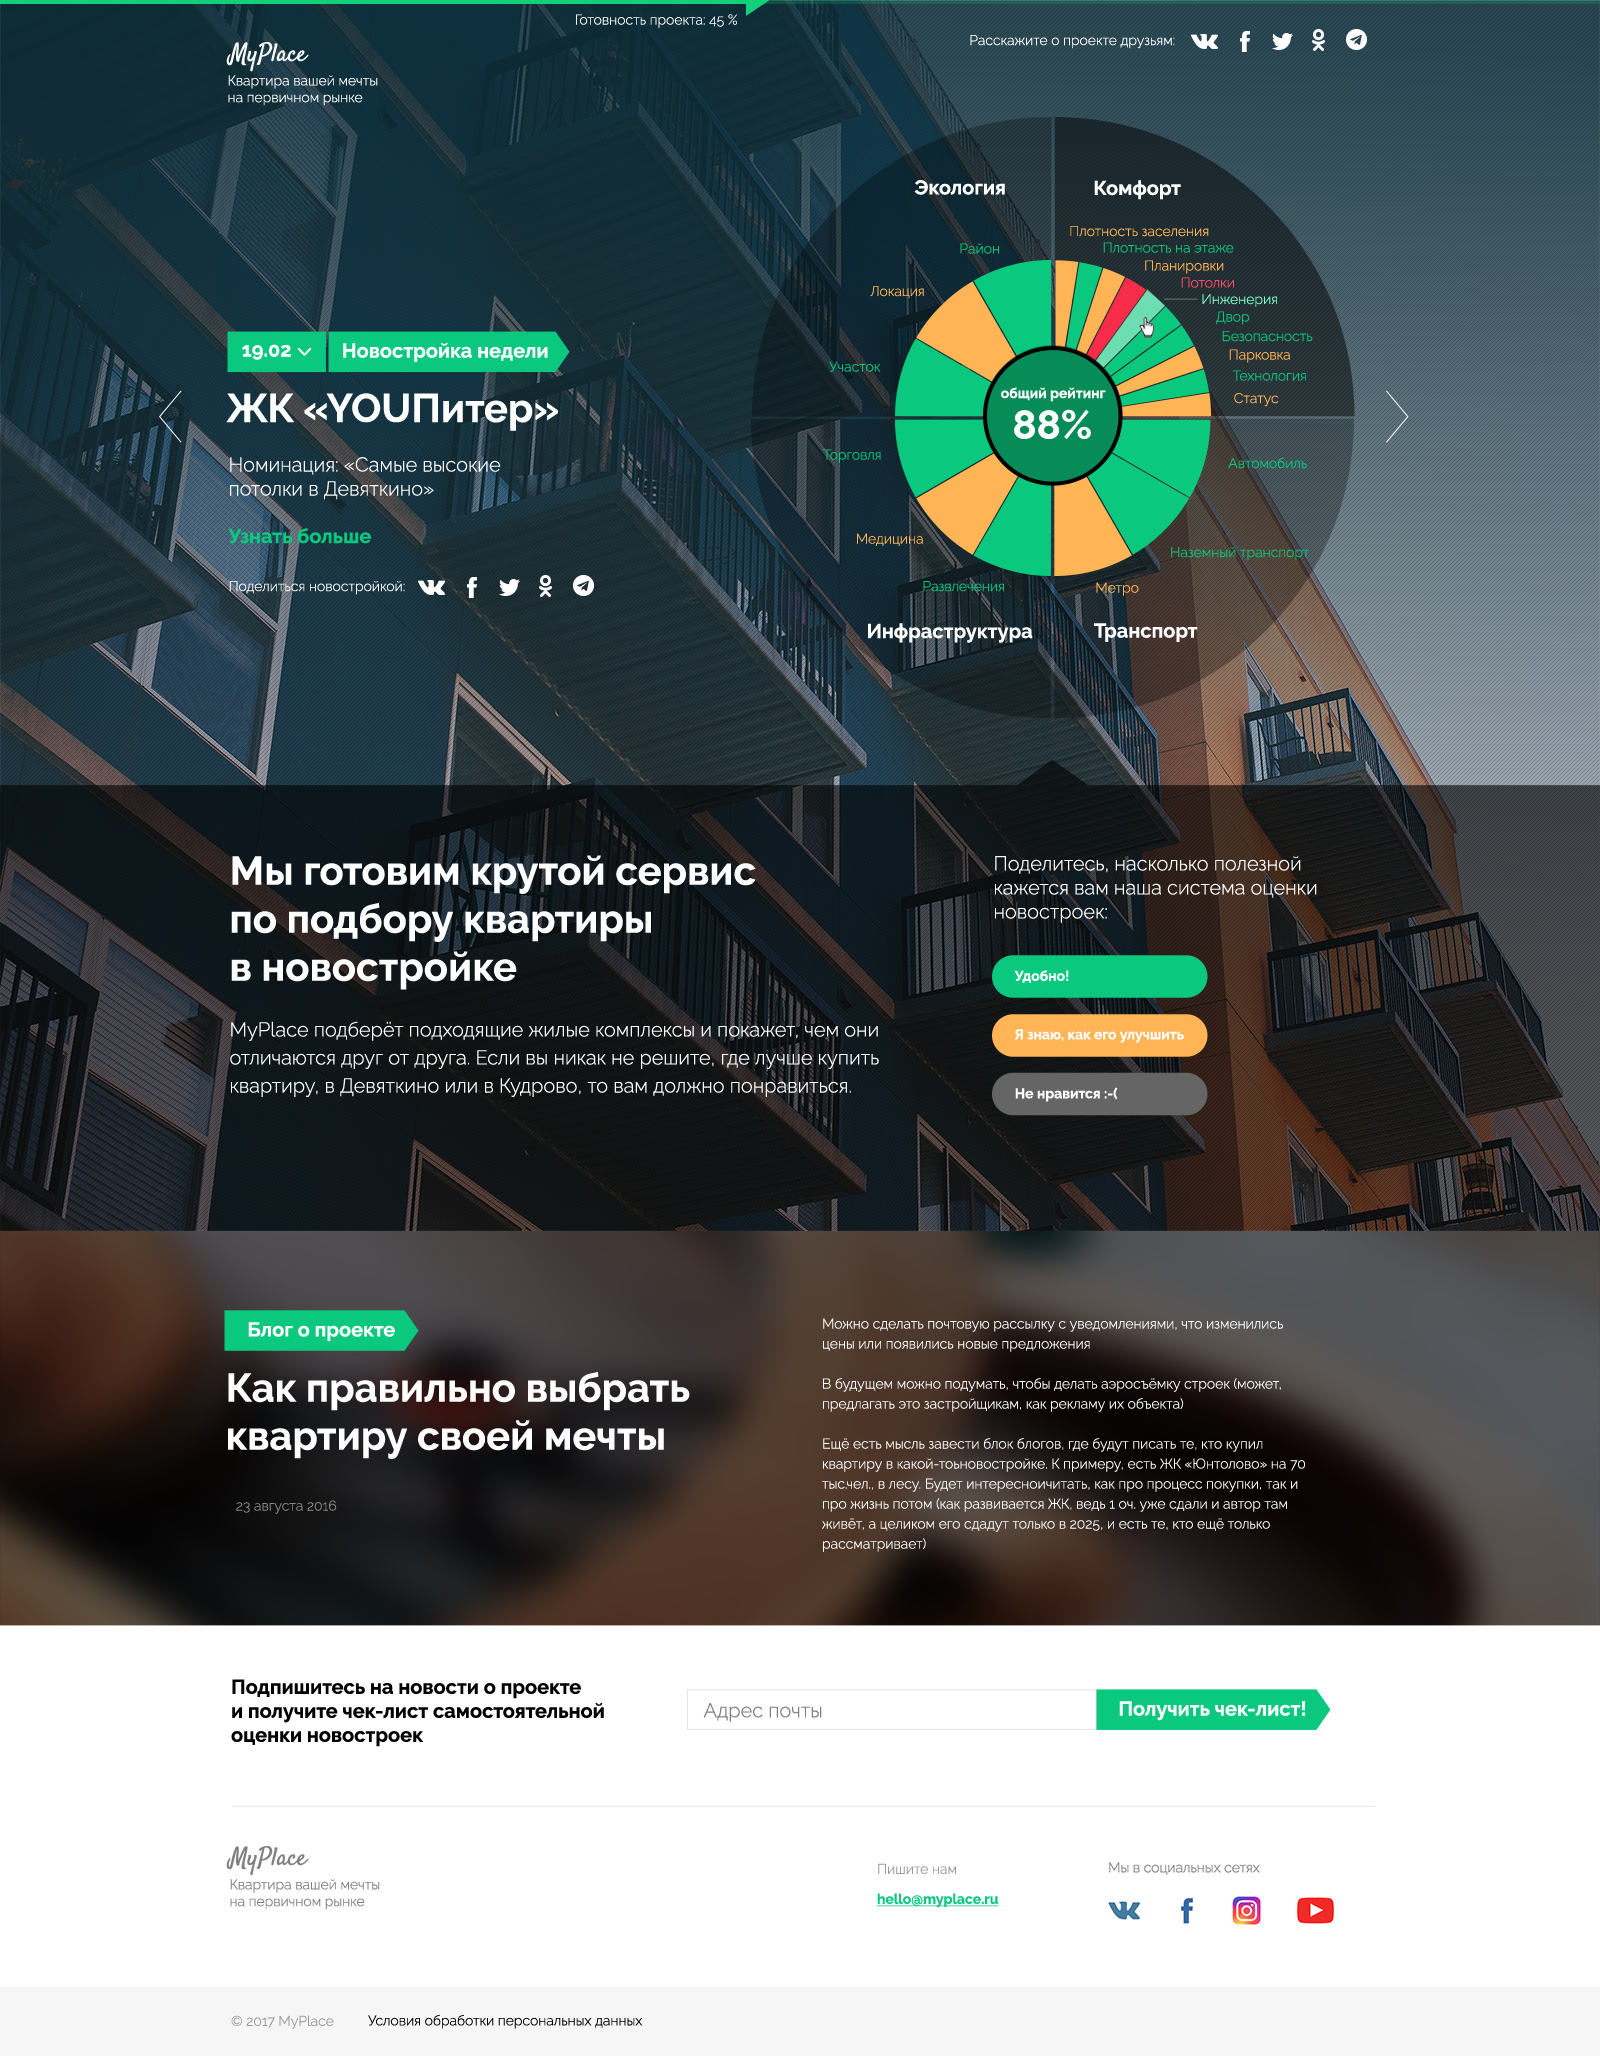 Готовность проекта: 45 %
Расскажите о проекте друзьям:
MyPlace
Квартира вашей мечты
на первичном рынке
Экология
Комфорт
Плотность заселения
Плотность на этаже
Планировки
Потолки
Инженерия
Двор
Безопасность
Парковка
Технология
Статус
Район
Локация
Участок
общий рейтинг
88%
Торговля
Медицина
Развлечения
Автомобиль
Наземный транспорт
Метро
Инфраструктура
Транспорт
19.02
Новостройка недели
ЖК «YOUПитер»
Номинация: «Самые высокие
потолки в Девяткино»
Узнать больше
Поделиться новостройкой:
Мы готовим крутой сервис
по подбору квартиры
в новостройке
MyPlace подберёт подходящие жилые комплексы и покажет, чем они
отличаются друг от друга. Если вы никак не решите, где лучше купить
квартиру, в Девяткино или в Кудрово, то вам должно понравиться.
Поделитесь, насколько полезной
кажется вам наша система оценки
новостроек:
Удобно!
Я знаю, как его улучшить
Не нравится :-(
Блог о проекте
Как правильно выбрать
квартиру своей мечты
23 августа 2016
Можно сделать почтовую рассылку с уведомлениями, что изменились
цены или появились новые предложения
В будущем можно подумать, чтобы делать аэросъёмку строек (может,
предлагать это застройщикам, как рекламу их объекта)
Ещё есть мысль завести блок блогов, где будут писать те, кто купил
квартиру в какой-тоьновостройке. К примеру, есть ЖК «Юнтолово» на 70
тыс.чел., в лесу. Будет интересноичитать, как про процесс покупки, так и
про жизнь потом (как развивается ЖК, ведь 1 оч. уже сдали и автор там
живёт, а целиком его сдадут только в 2025, и есть те, кто ещё только
рассматривает)
Подпишитесь на новости о проекте
и получите чек-лист самостоятельной
оценки новостроек
Адрес почты
Получить чек-лист!
MyPlace
Квартира вашей мечты
на первичном рынке
Пишите нам
hello@myplace.ru
Мы в социальных сетях
© 2017 MyPlace
Условия обработки персональных данных